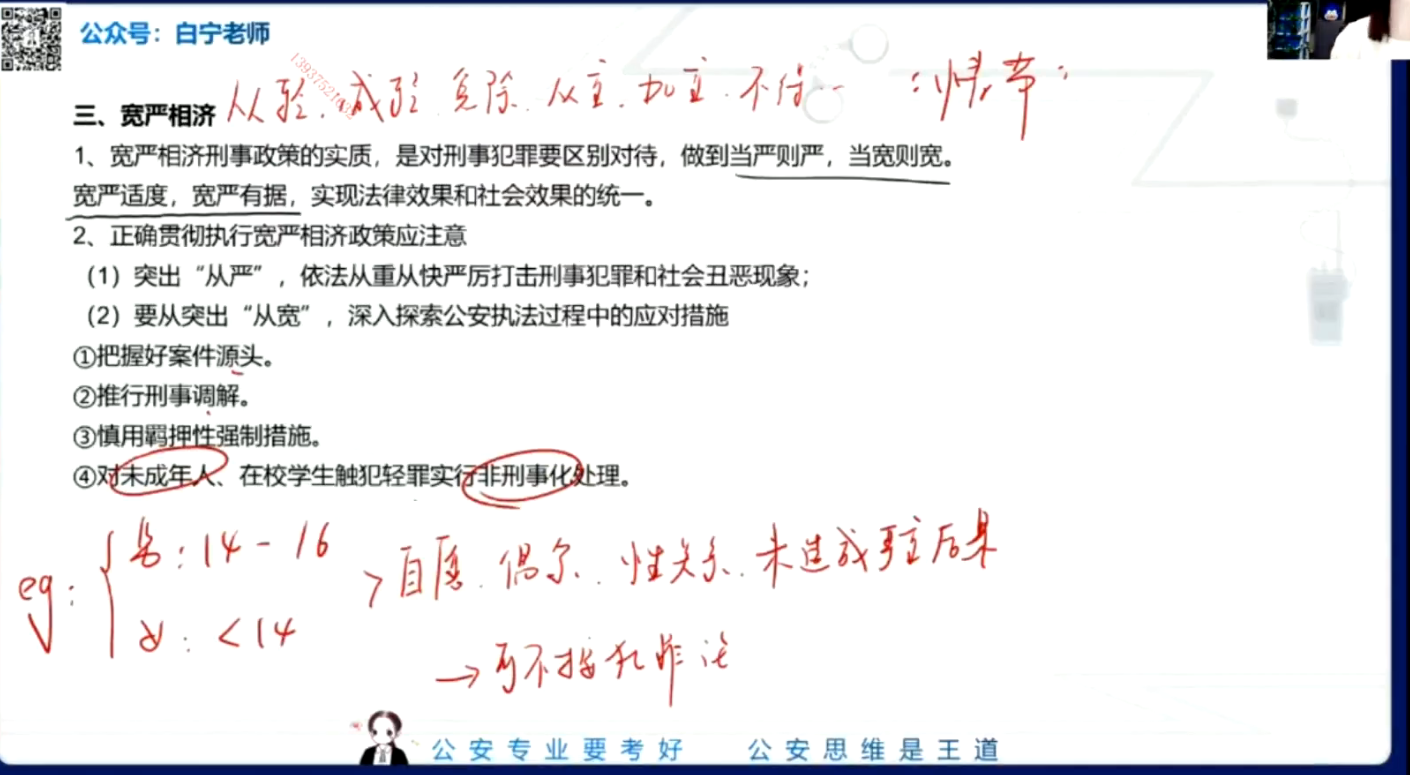 公众号：白宁老师
13937521
从轻、减轻、免除、从重、加重、不付…：情节：
三、宽严相济
1、宽严相济刑事政策的实质，是对刑事犯罪要区别对待，做到当严则严，当宽则宽。
宽严适度，宽严有据，实现法律效果和社会效果的统一。
2、正确贯彻执行宽严相济政策应注意
（1）突出“从严”，依法从重从快严厉打击刑事犯罪和社会丑恶现象；
（2）要从突出“从宽”，深入探索公安执法过程中的应对措施
①把握好案件源头。
②推行刑事调解。
③慎用羁押性强制措施。
④对未成年人、在校学生触犯轻罪实行非刑事化处理。
eg：
男：14-16
女：<14
自愿、偶尔、性关系、未造成严重后果
→可不按犯罪论
公安专业要考好 公安思维是王道